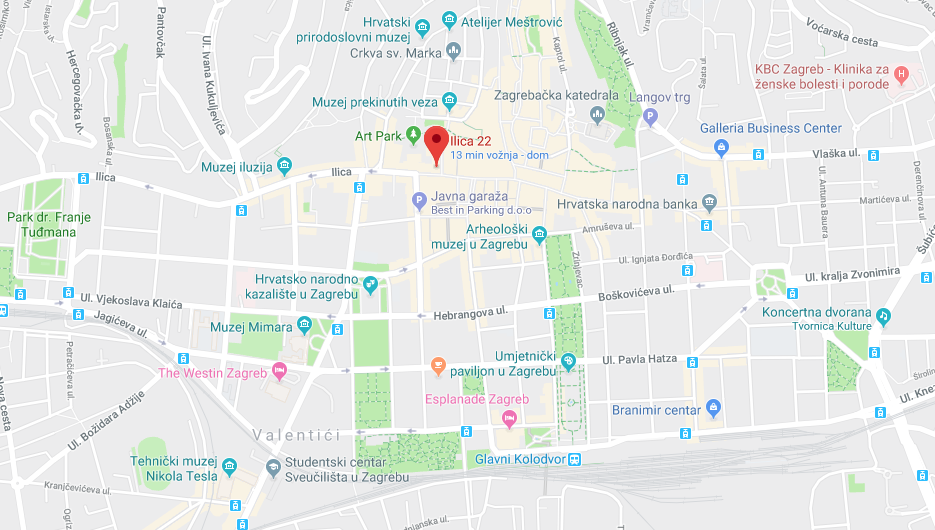 Hrvatski
prirodoslovni muzej
Atelijer Meštrović
Crkva sv. Marka
Pantovčak
Ul. Ivana Kukuljevića
Hercegovačka ul.
Kaptol ul.
Ribnjak ul.
Voćarska cesta
Šalata ul.
KBC Zagreb - Klinika za
ženske bolesti i porode
Muzej prekinutih veza
Zagrebačka katedrala
Langov trg
Art Park
Ilica 22
13 min vožnja - dom
Galleria Business Center
Vlaška ul.
Bosanska ul.
Muzej iluzija
Ilica
Ilica
Javna garaža
Best in Parking d.o.o
Hrvatska narodna banka
Martićeva ul.
Derenčinova ul.
Ul. Antuna Bauera
Park dr. Franje
Tuđmana
Arheološki
muzej u Zagrebu
Amruševa ul.
Zrinjevac
Ul. Ignjata Đorđića
Šubić
Hrvatsko narodno
kazalište u Zagrebu
Ul. kralja Zvonimira
Ul. Vjekoslava Klaića
Boškovićeva ul.
Hebrangova ul.
Jagićeva ul.
Muzej Mimara
Koncertna dvorana
Tvornica Kulture
Petračićeva ul.
The Westin Zagreb
Umjetnički
paviljon u Zagrebu
Ul. Pavla Hatza
Nova cesta
Ul. Božidara Adžije
Esplanade Zagreb
Branimir centar
Ul. Knez
Valentići
Glavni Kolodvor
Tehnički muzej
Nikola Tesla
Studentski centar
Sveučilišta u Zagrebu
Kranjčevićeva ul.